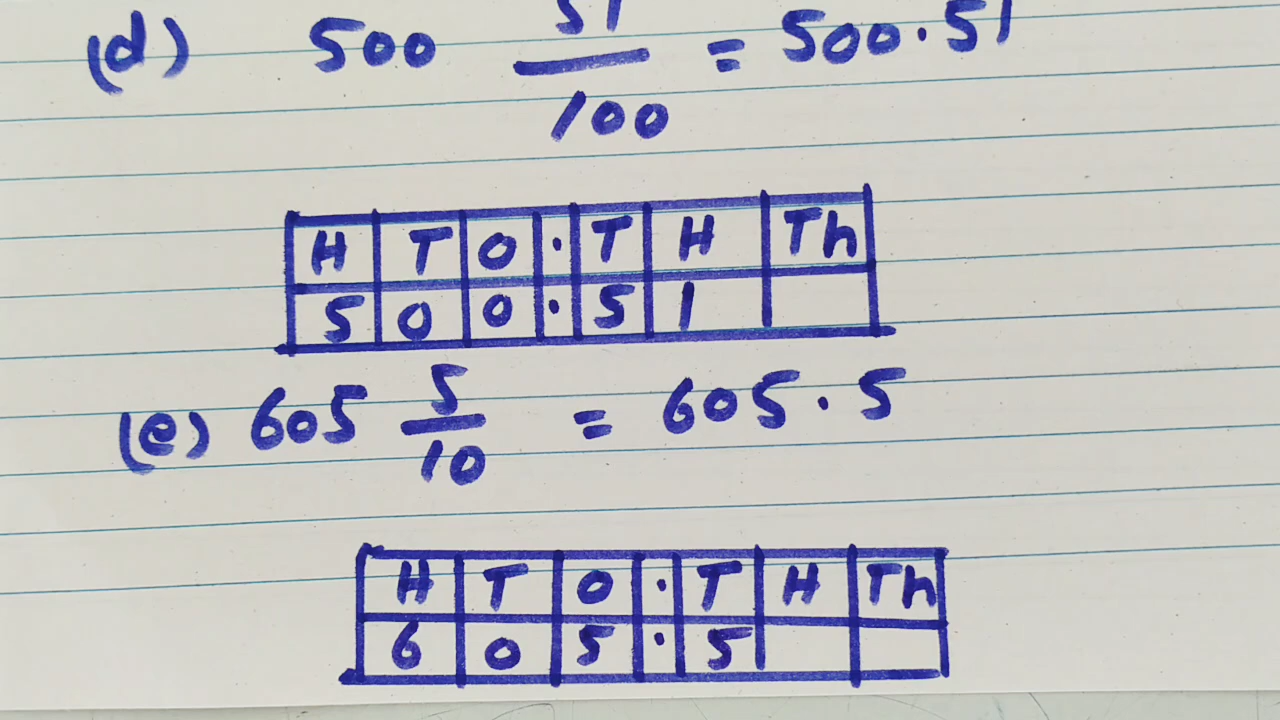 (d) 500 51/100 = 500.51
H T O . T H Th
5 0 0 . 5 1
(e) 605 5/10 = 605.5
H T O . T H Th
6 0 5 . 5